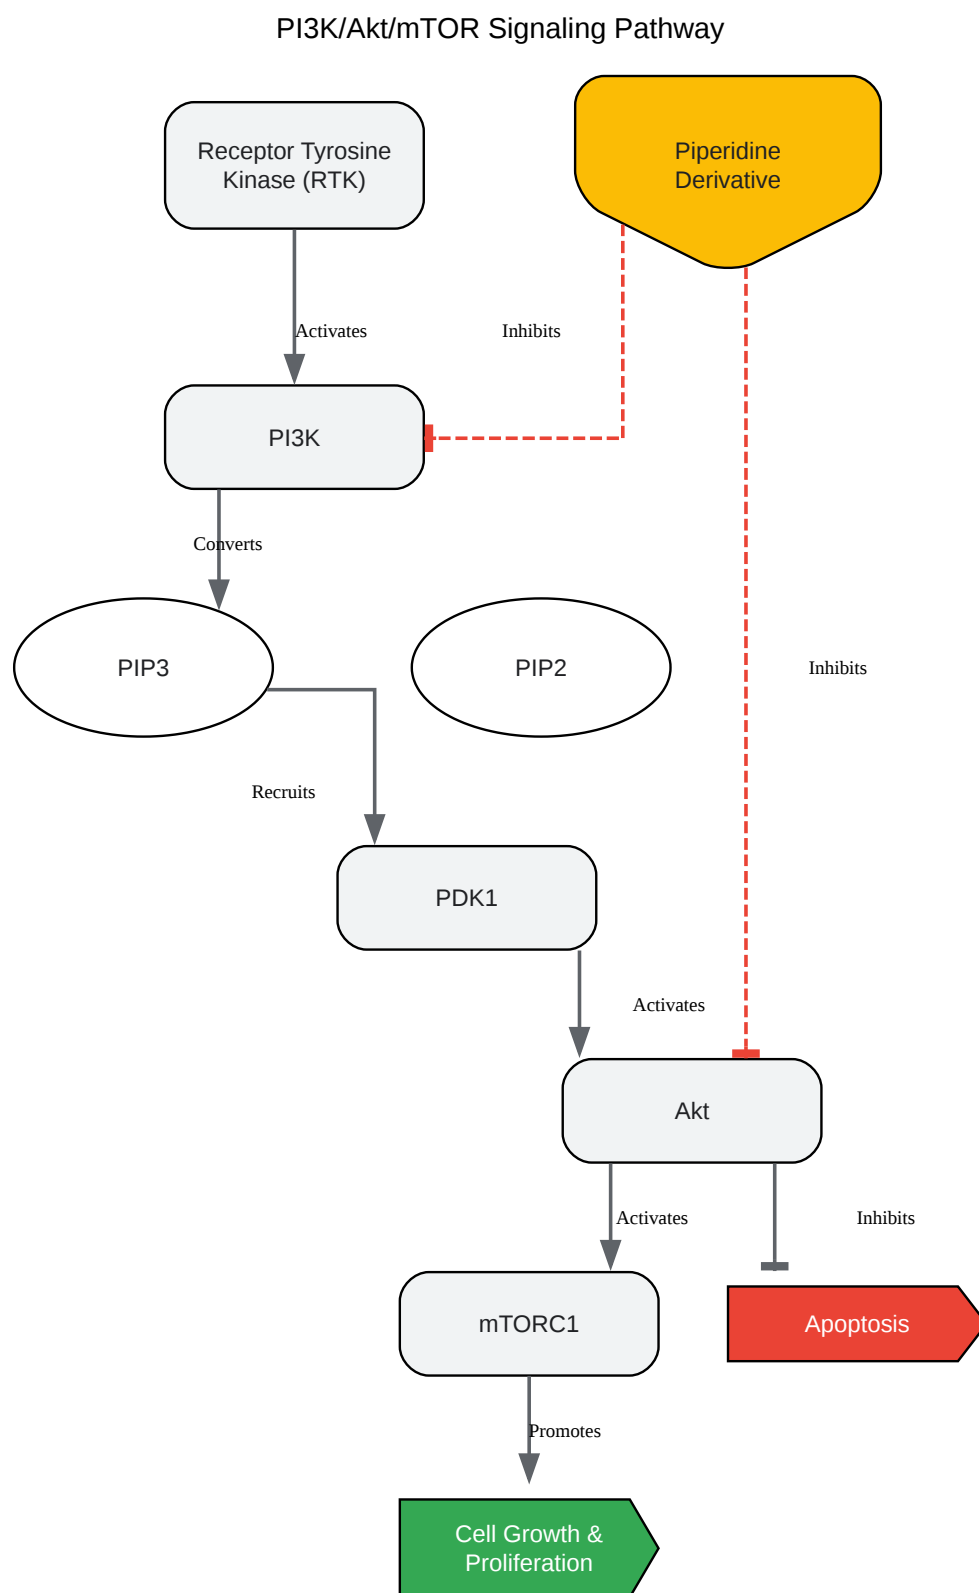 PI3K/Akt/mTOR Signaling Pathway
Receptor Tyrosine
Kinase (RTK)
Piperidine
Derivative
Activates
Inhibits
PI3K
Converts
PIP3
PIP2
Inhibits
Recruits
PDK1
Activates
Akt
Activates
Inhibits
mTORC1
Apoptosis
Promotes
Cell Growth &
Proliferation